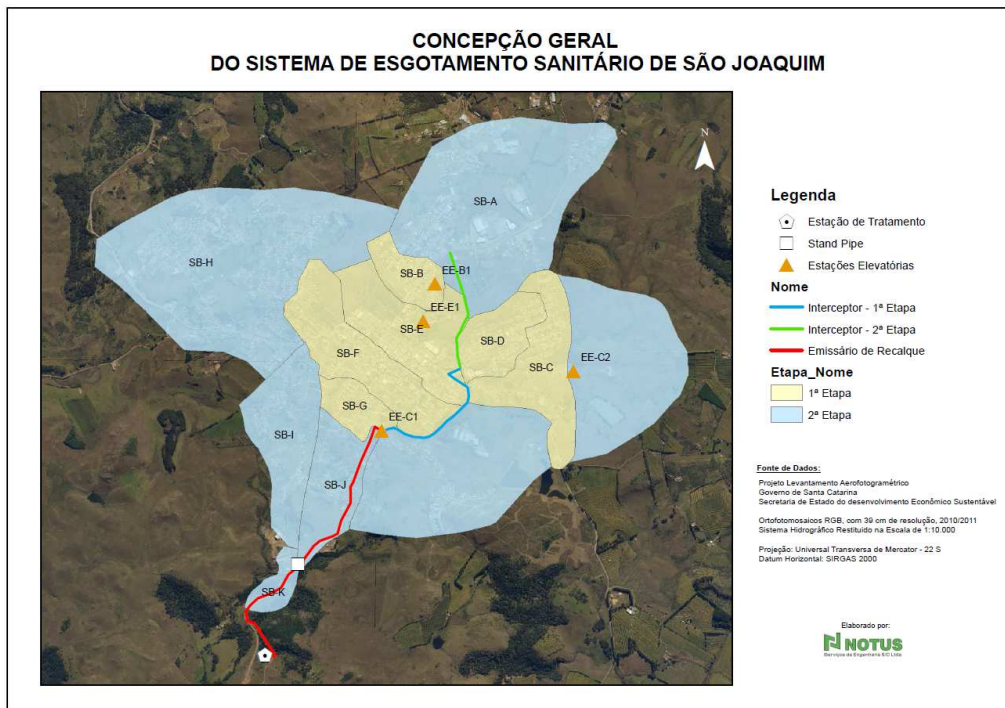 CONCEPÇÃO GERAL
DO SISTEMA DE ESGOTAMENTO SANITÁRIO DE SÃO JOAQUIM
N
SB-A
SB-H
SB-B
EE-B1
EE-E1
SB-E
SB-D
SB-F
SB-C
EE-C2
SB-G
EE-C1
SB-I
SB-J
SB-K
Legenda
Estação de Tratamento
Stand Pipe
Estações Elevatórias
Nome
Interceptor - 1ª Etapa
Interceptor - 2ª Etapa
Emissário de Recalque
Etapa_Nome
1ª Etapa
2ª Etapa
Fonte de Dados:
Projeto Levantamento Aerofotogramétrico
Governo de Santa Catarina
Secretaria de Estado do desenvolvimento Econômico Sustentável
Ortofotomosaicos RGB, com 39 cm de resolução, 2010/2011
Sistema Hidrográfico Restituido na Escala de 1:10.000
Projeção: Universal Transversa de Mercator - 22 S
Datum Horizontal: SIRGAS 2000
Elaborado por:
NOTUS
Serviços de Engenharia S/C Ltda